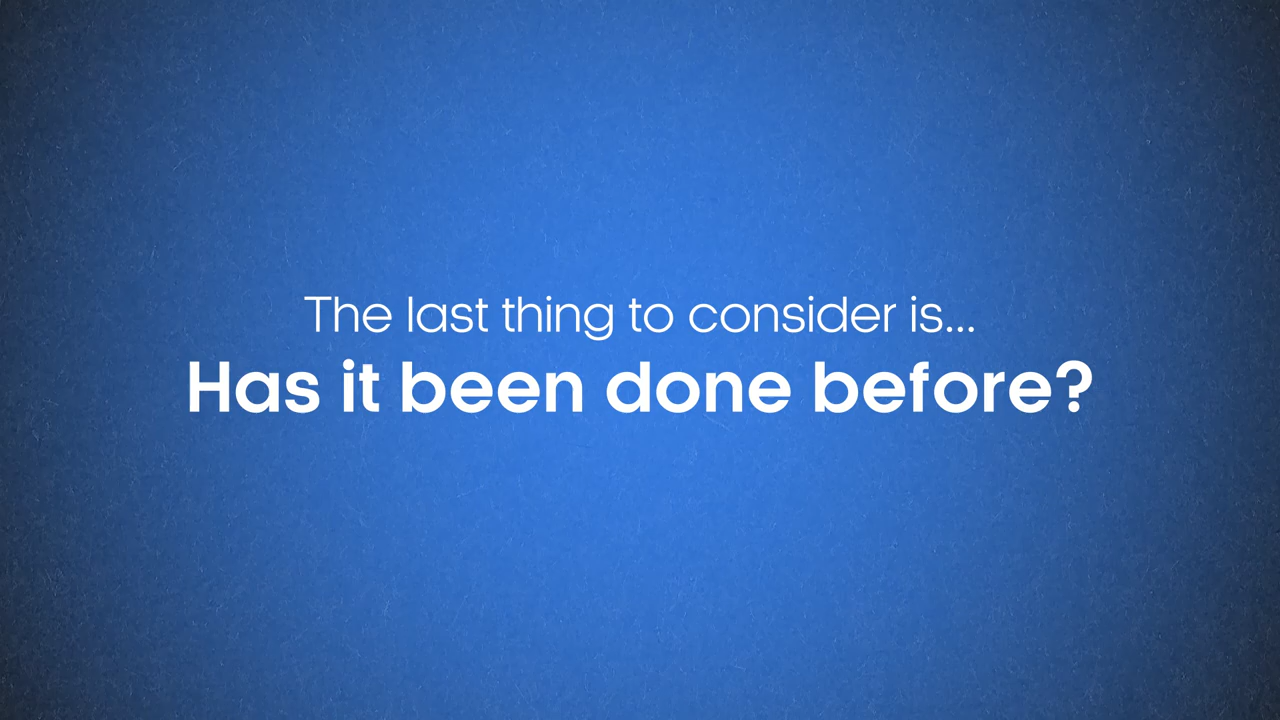 The last thing to consider is...
Has it been done before?